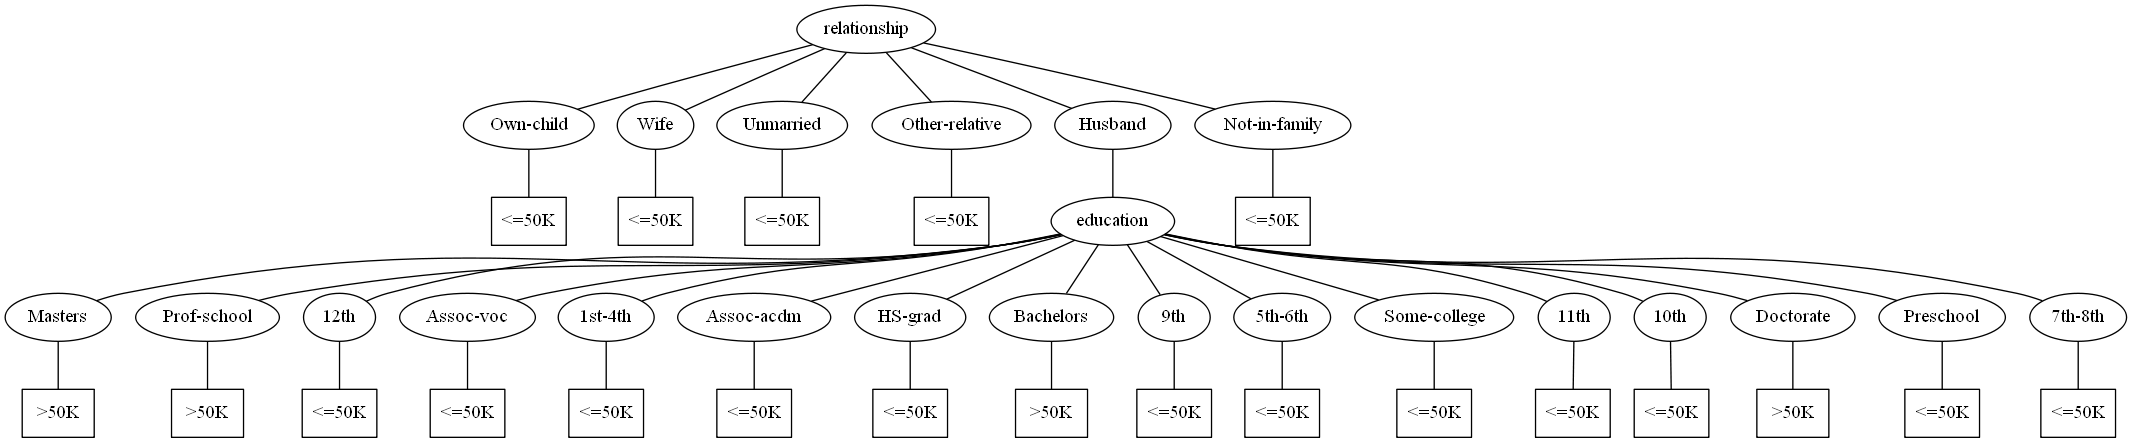 relationship
Own-child Wife Unmarried Other-relative Husband Not-in-family
<=50K <=50K <=50K <=50K education <=50K
Masters Prof-school 12th Assoc-voc 1st-4th Assoc-acdm HS-grad Bachelors 9th 5th-6th Some-college 11th 10th Doctorate Preschool 7th-8th
>50K >50K <=50K <=50K <=50K <=50K <=50K >50K <=50K <=50K <=50K <=50K <=50K >50K <=50K <=50K